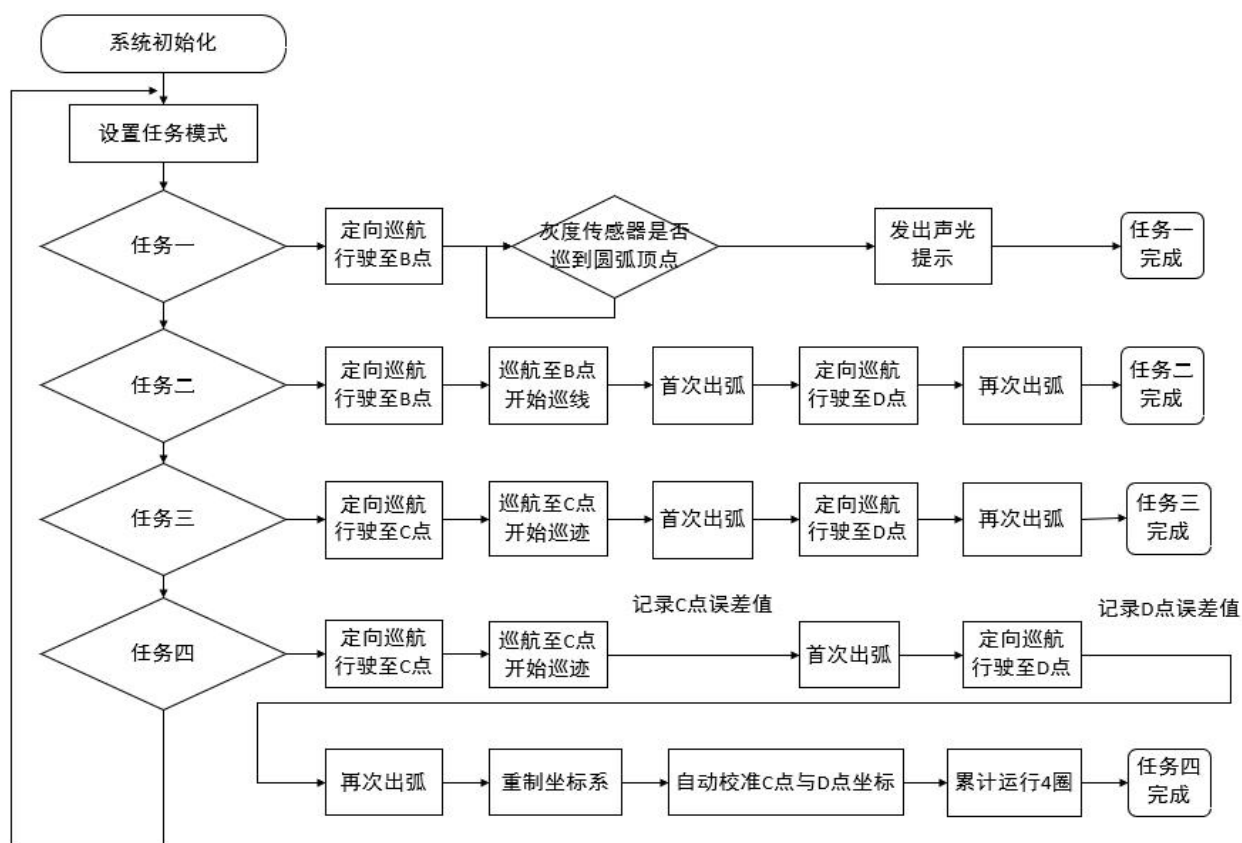 系统初始化
设置任务模式
任务一
定向巡航
行驶至B点
灰度传感器是否
巡到圆弧顶点
发出声光
提示
任务一
完成
任务二
定向巡航
行驶至B点
巡航至B点
开始巡线
首次出弧
定向巡航
行驶至D点
再次出弧
任务二
完成
任务三
定向巡航
行驶至C点
巡航至C点
开始巡迹
首次出弧
定向巡航
行驶至D点
再次出弧
任务三
完成
任务四
定向巡航
行驶至C点
巡航至C点
开始巡迹
记录C点误差值
首次出弧
定向巡航
行驶至D点
记录D点误差值
再次出弧
重制坐标系
自动校准C点与D点坐标
累计运行4圈
任务四
完成